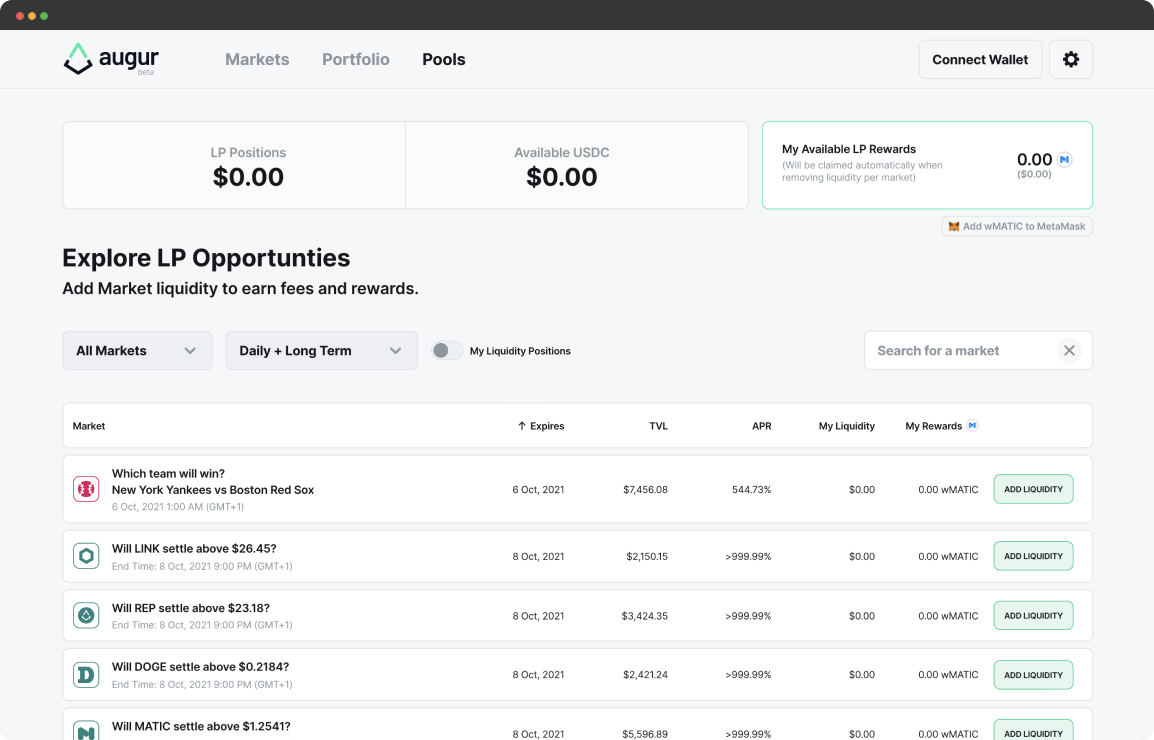 augur
beta
Markets
Portfolio
Pools
Connect Wallet
LP Positions
$0.00
Available USDC
$0.00
My Available LP Rewards
(Will be claimed automatically when
removing liquidity per market)
0.00
($0.00)
Add wMATIC to MetaMask
Explore LP Opportunties
Add Market liquidity to earn fees and rewards.
All Markets
Daily + Long Term
My Liquidity Positions
Search for a market
Market ↑ Expires TVL APR My Liquidity My Rewards
Which team will win?
New York Yankees vs Boston Red Sox
6 Oct, 2021 1:00 AM (GMT+1)
6 Oct, 2021 $7,456.08 544.73% $0.00 0.00 wMATIC ADD LIQUIDITY
Will LINK settle above $26.45?
End Time: 8 Oct, 2021 9:00 PM (GMT+1)
8 Oct, 2021 $2,150.15 >999.99% $0.00 0.00 wMATIC ADD LIQUIDITY
Will REP settle above $23.18?
End Time: 8 Oct, 2021 9:00 PM (GMT+1)
8 Oct, 2021 $3,424.35 >999.99% $0.00 0.00 wMATIC ADD LIQUIDITY
Will DOGE settle above $0.2184?
End Time: 8 Oct, 2021 9:00 PM (GMT+1)
8 Oct, 2021 $2,421.24 >999.99% $0.00 0.00 wMATIC ADD LIQUIDITY
Will MATIC settle above $1.2541?
8 Oct, 2021 $5,596.89 >999.99% $0.00 0.00 wMATIC ADD LIQUIDITY